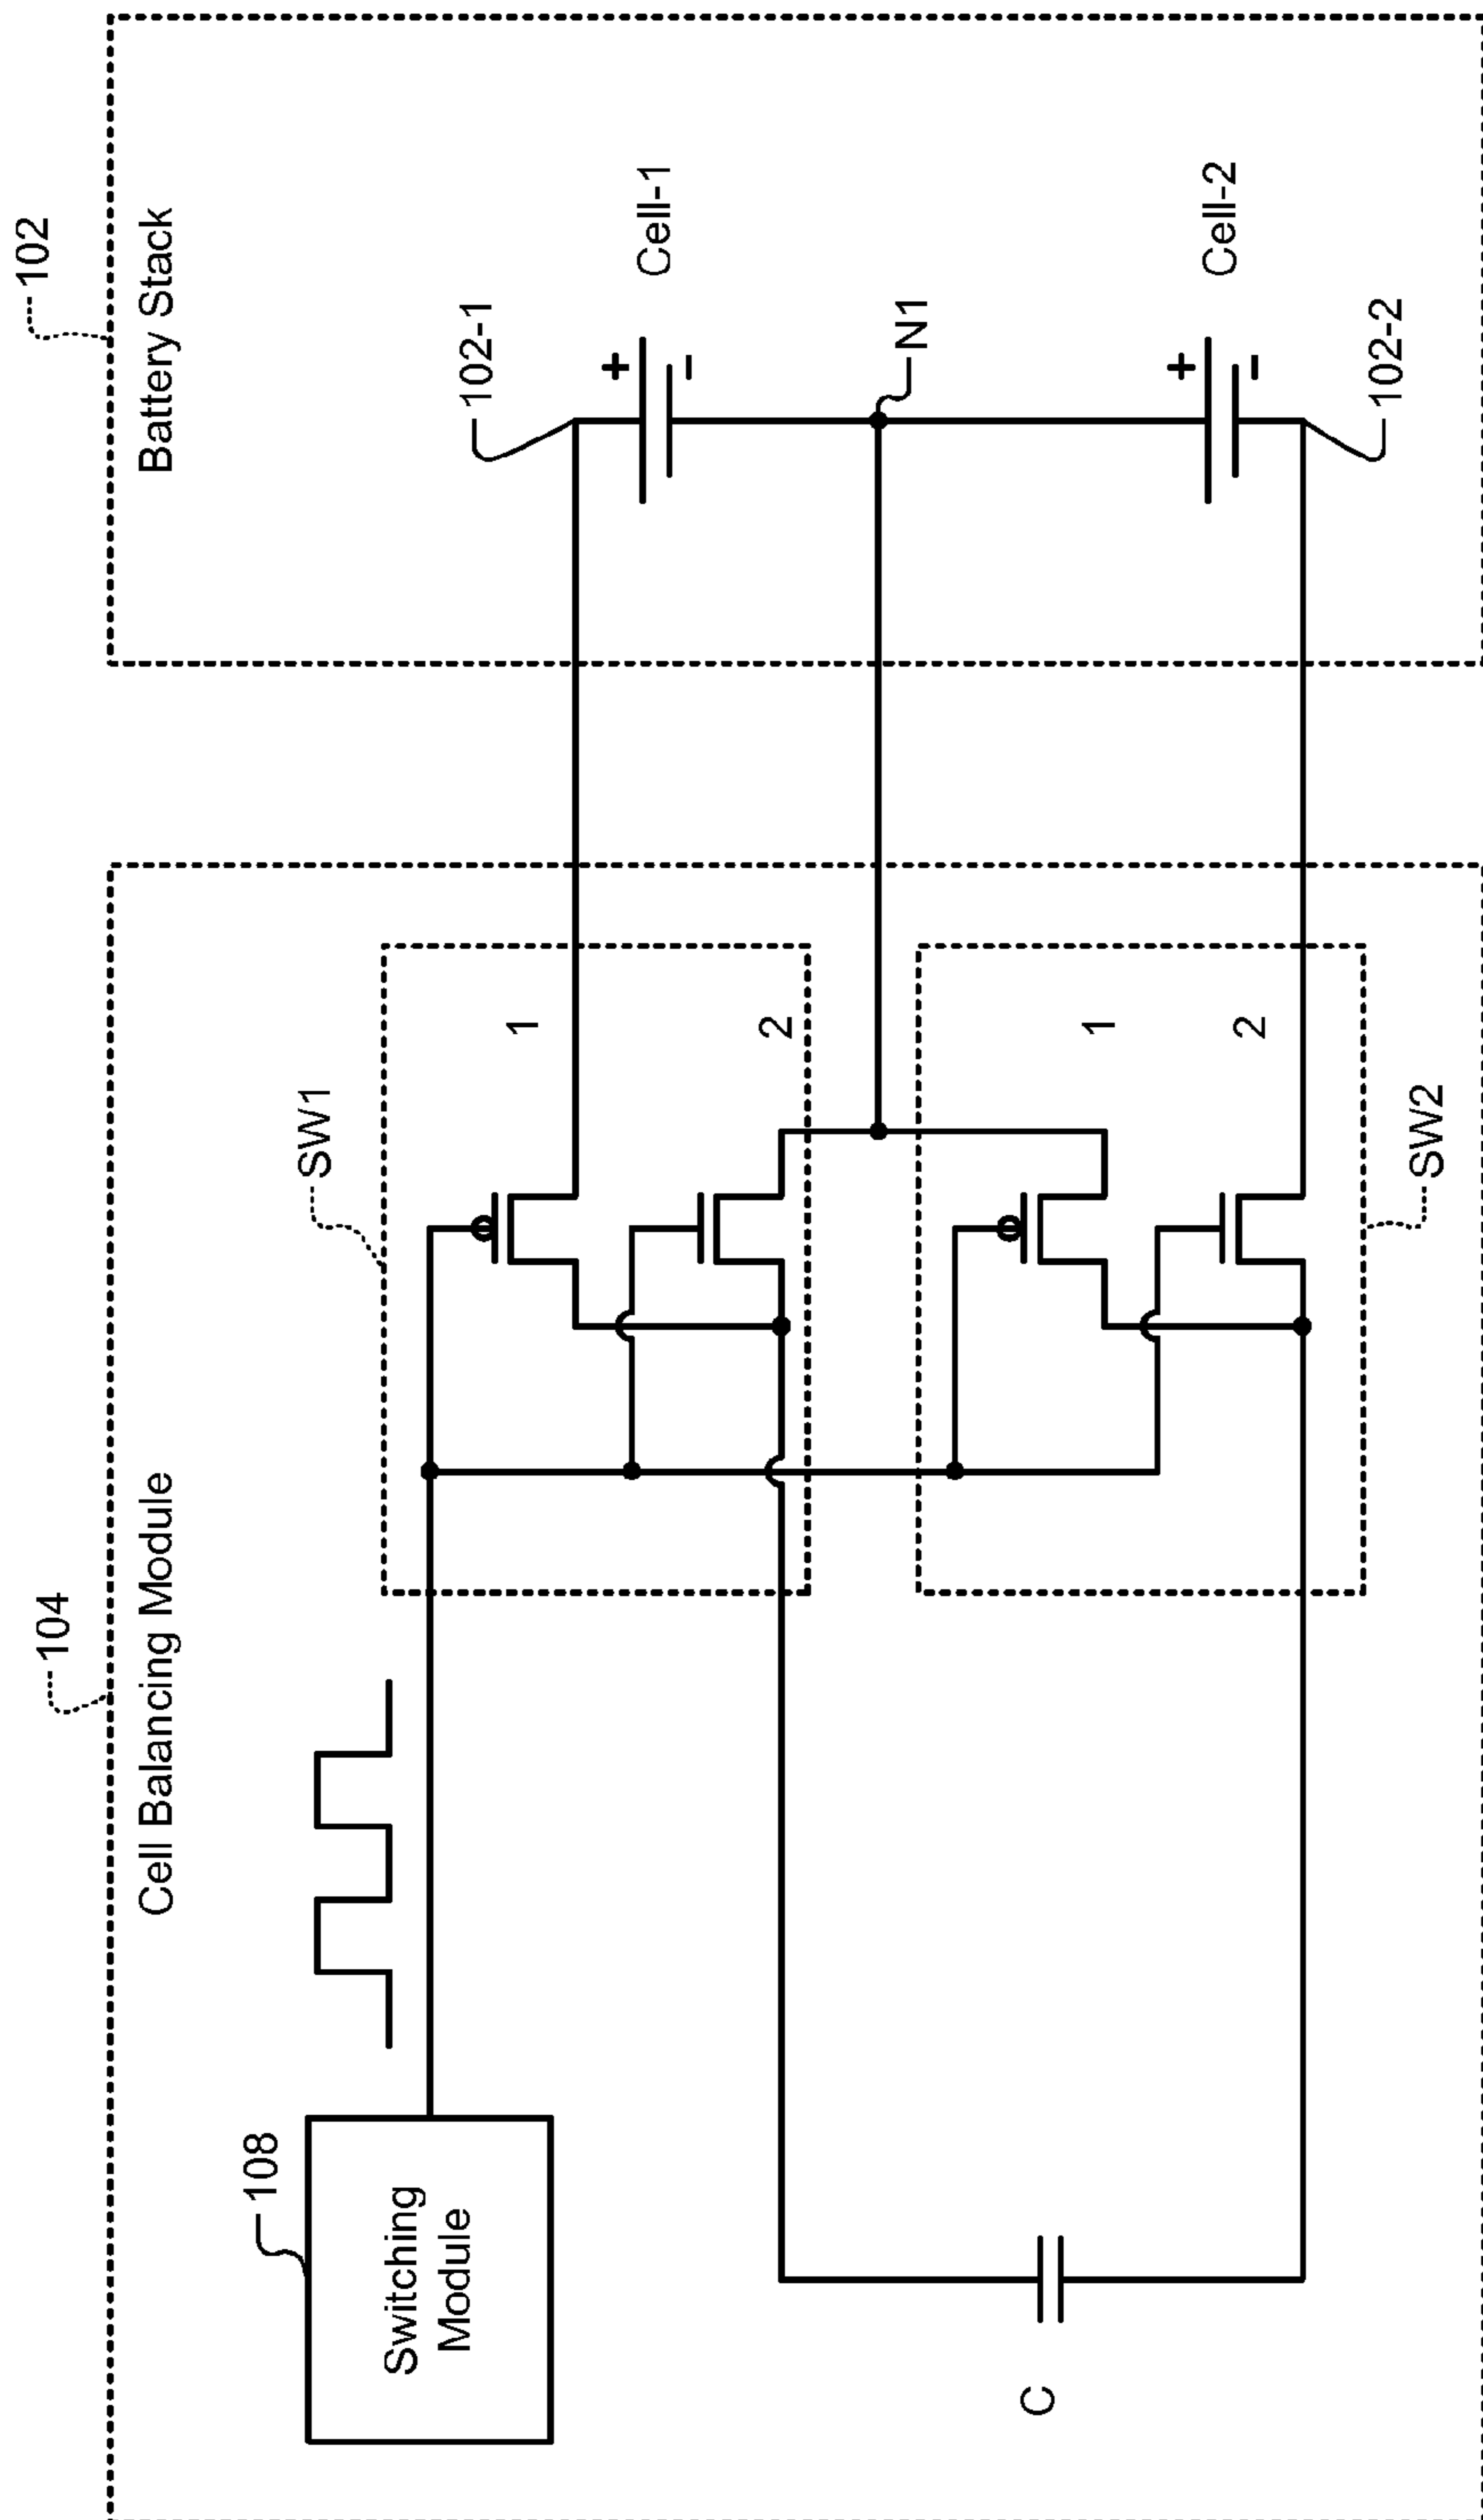 104
102
Cell Balancing Module
Battery Stack
108
Switching
Module
SW1
1
2
102-1
+
-
Cell-1
N1
C
1
2
+
-
Cell-2
102-2
SW2